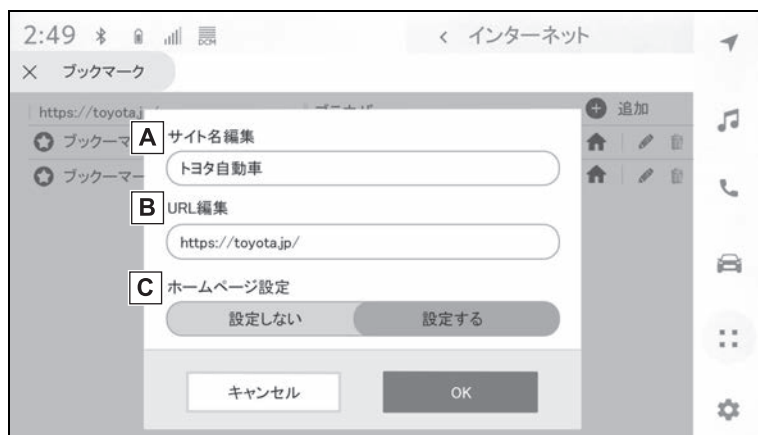 2:49 DCM < インターネット
× ブックマーク
https://toyota.j
追加
ブックマ
ブックマー
A サイト名編集
トヨタ自動車
B URL編集
https://toyota.jp/
C ホームページ設定
設定しない 設定する
キャンセル OK